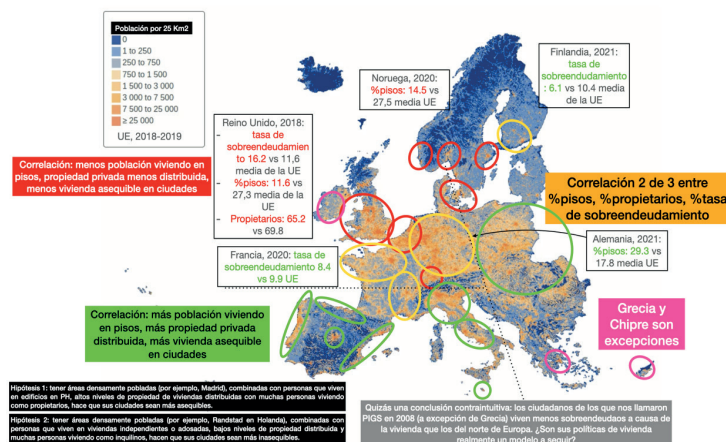 Población por 25 Km2
0
1 to 250
250 to 750
750 to 1 500
1 500 to 3 000
3 000 to 7 500
7 500 to 25 000
≥ 25 000
UE, 2018-2019
Noruega, 2020:
%pisos: 14.5 vs
27,5 media UE
Finlandia, 2021:
tasa de
sobreendudamiento
: 6.1 vs 10.4 media
de la UE
Reino Unido, 2018:
- tasa de
sobreendeudamien
to 16.2 vs 11,6
media de la UE
- %pisos: 11.6 vs
27,3 media de la
UE
- Propietarios: 65.2
vs 69.8
Correlación: menos población viviendo en
pisos, propiedad privada menos distribuida,
menos vivienda asequible en ciudades
Correlación 2 de 3 entre
%pisos, %propietarios, %tasa
de sobreendeudamiento
Francia, 2020: tasa de
sobreendeudamiento 8.4
vs 9.9 UE
Alemania, 2021:
%pisos: 29.3 vs
17.8 media UE
Correlación: más población viviendo
en pisos, más propiedad privada
distribuida, más vivienda asequible
en ciudades
Grecia y
Chipre son
excepciones
Hipótesis 1: tener áreas densamente pobladas (por ejemplo, Madrid), combinadas con personas que viven
en edificios en PH, altos niveles de propiedad de viviendas distribuidas con muchas personas viviendo
como propietarios, hace que sus ciudades sean más asequibles.
Hipótesis 2: tener áreas densamente pobladas (por ejemplo, Randstad en Holanda), combinadas con
personas que viven en viviendas independientes o adosadas, bajos niveles de propiedad distribuida y
muchas personas viviendo como inquilinos, hacen que sus ciudades sean más inasequibles.
Quizás una conclusión contraintuitiva: los ciudadanos de los que nos llamaron
PIGS en 2008 (a excepción de Grecia) viven menos sobreendeudaos a causa de
la vivienda que los del norte de Europa. ¿Son sus políticas de vivienda
realmente un modelo a seguir?